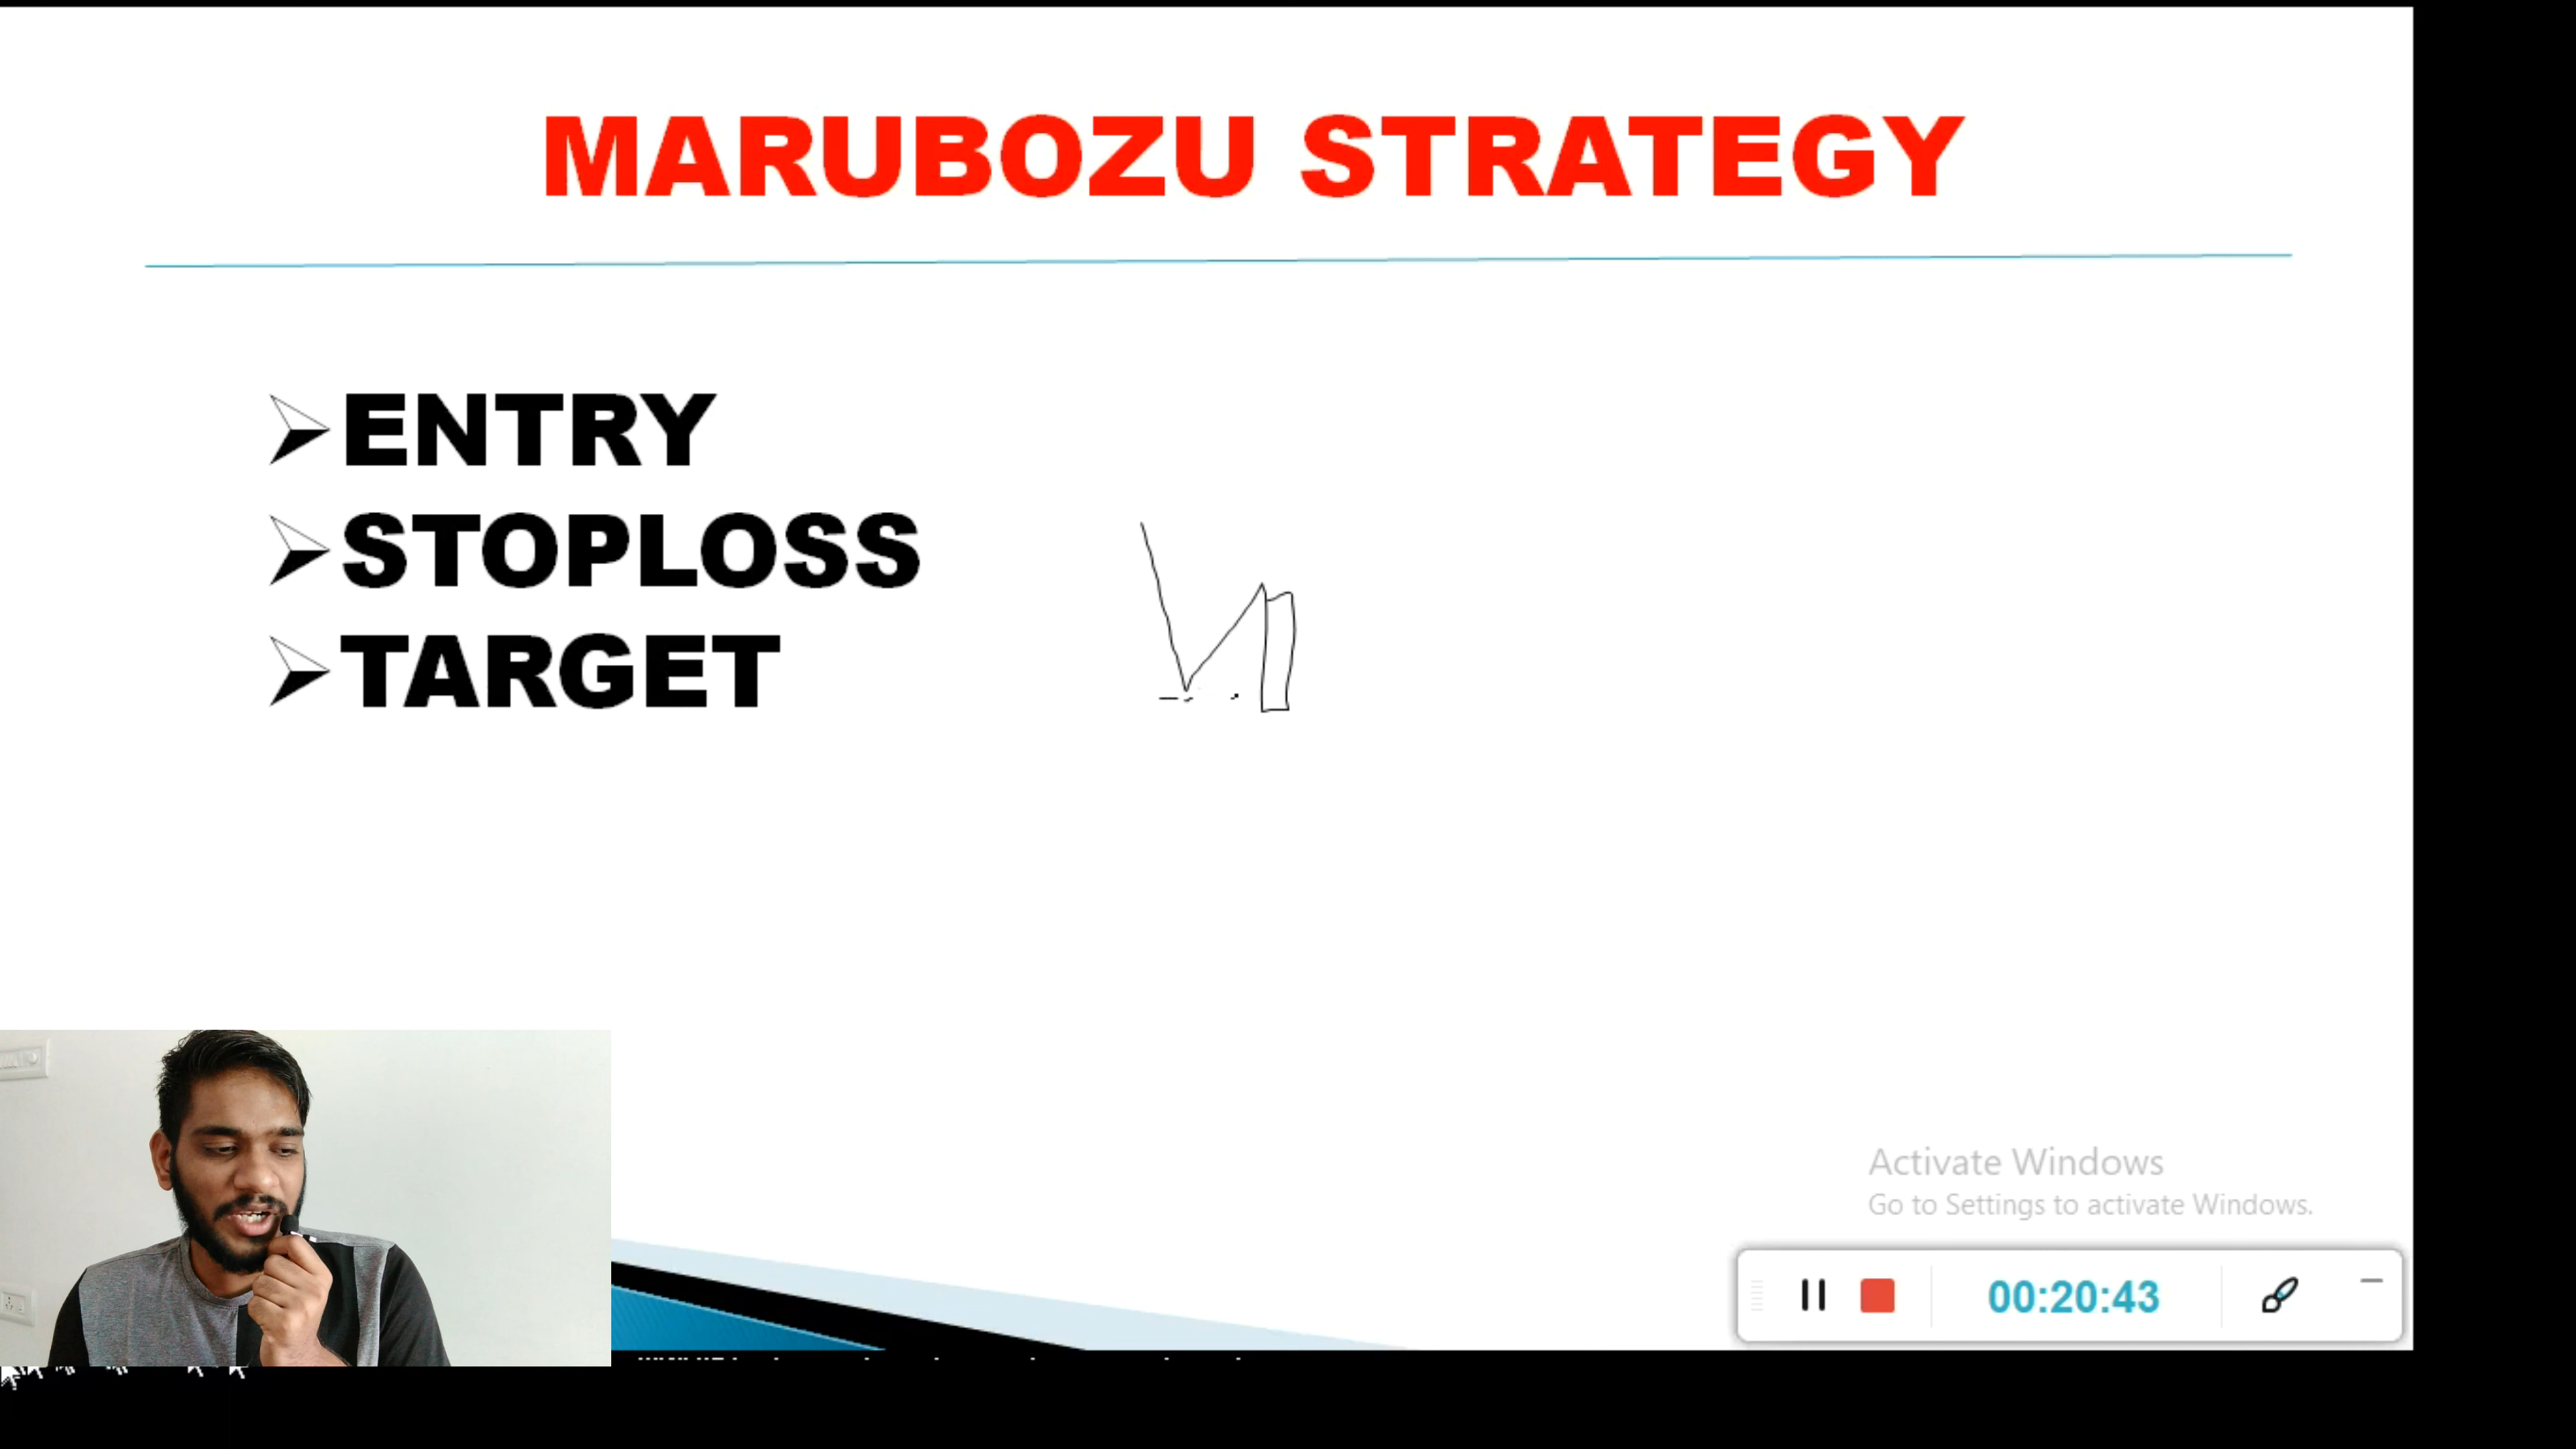 MARUBOZU STRATEGY
ENTRY
STOPLOSS
TARGET
Activate Windows
Go to Settings to activate Windows.
00:20:43